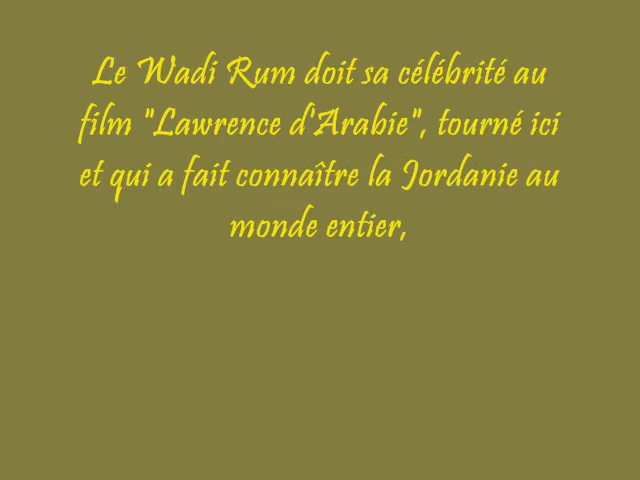 Le Wadi Rum doit sa célébrité au
film "Lawrence d'Arabie", tourné ici
et qui a fait connaître la Jordanie au
monde entier,